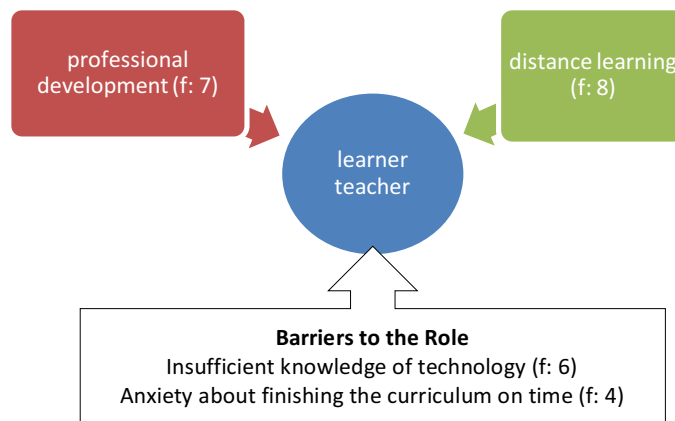 professional
development (f: 7)
distance learning
(f: 8)
learner
teacher
Barriers to the Role
Insufficient knowledge of technology (f: 6)
Anxiety about finishing the curriculum on time (f: 4)